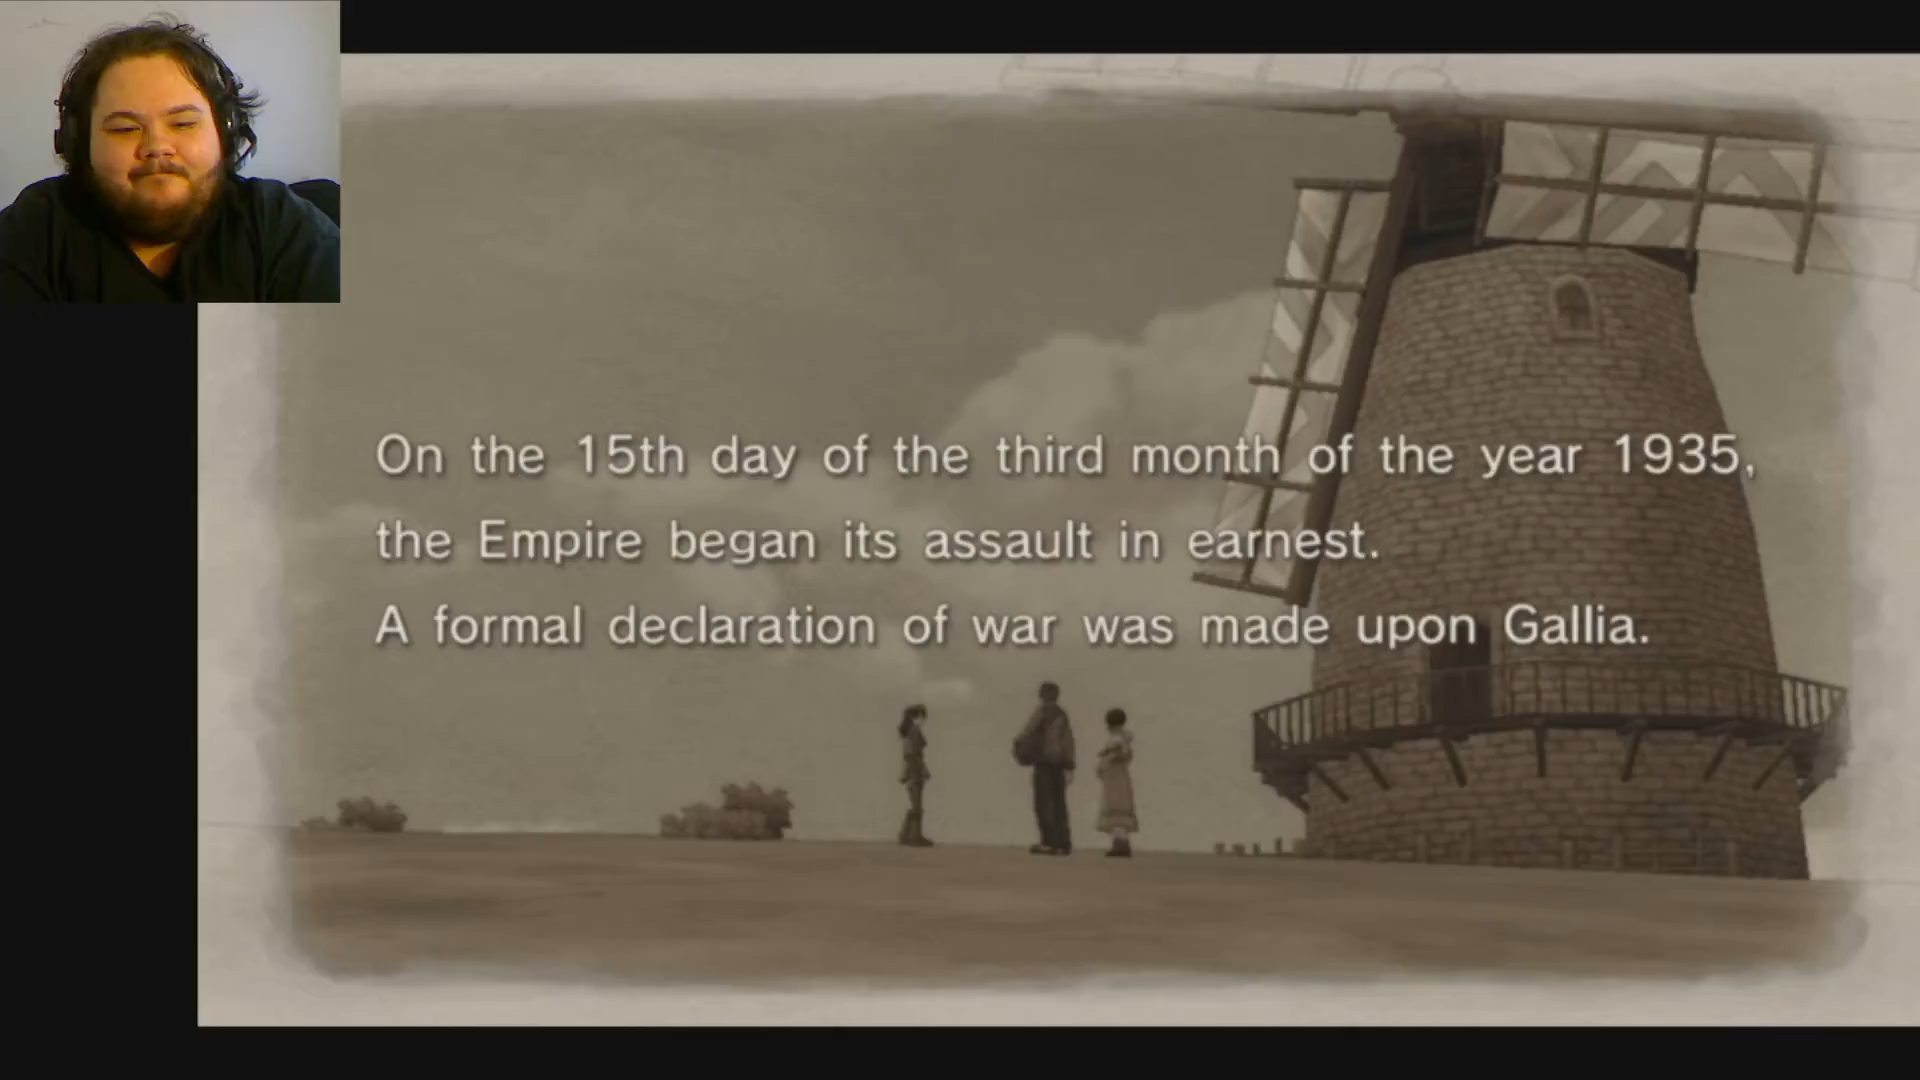 On the 15th day of the third month of the year 1935,
the Empire began its assault in earnest.
A formal declaration of war was made upon Gallia.